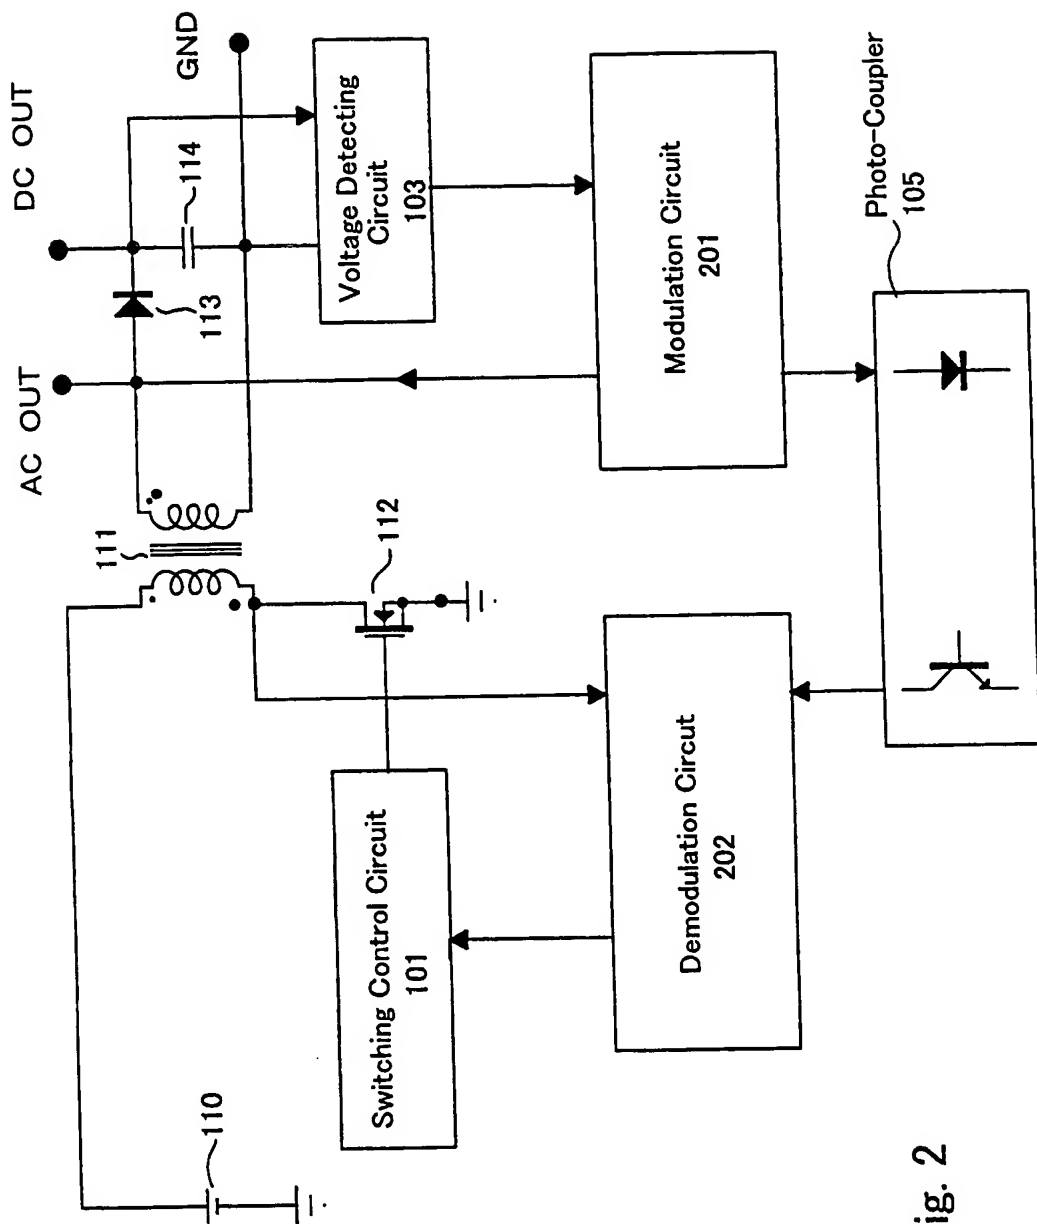 DC OUT
GND
AC OUT
114
113
111
112
110
Voltage Detecting
Circuit
103
Switching Control Circuit
101
Modulation Circuit
201
Demodulation Circut
202
Photo-Coupler
105
ig. 2